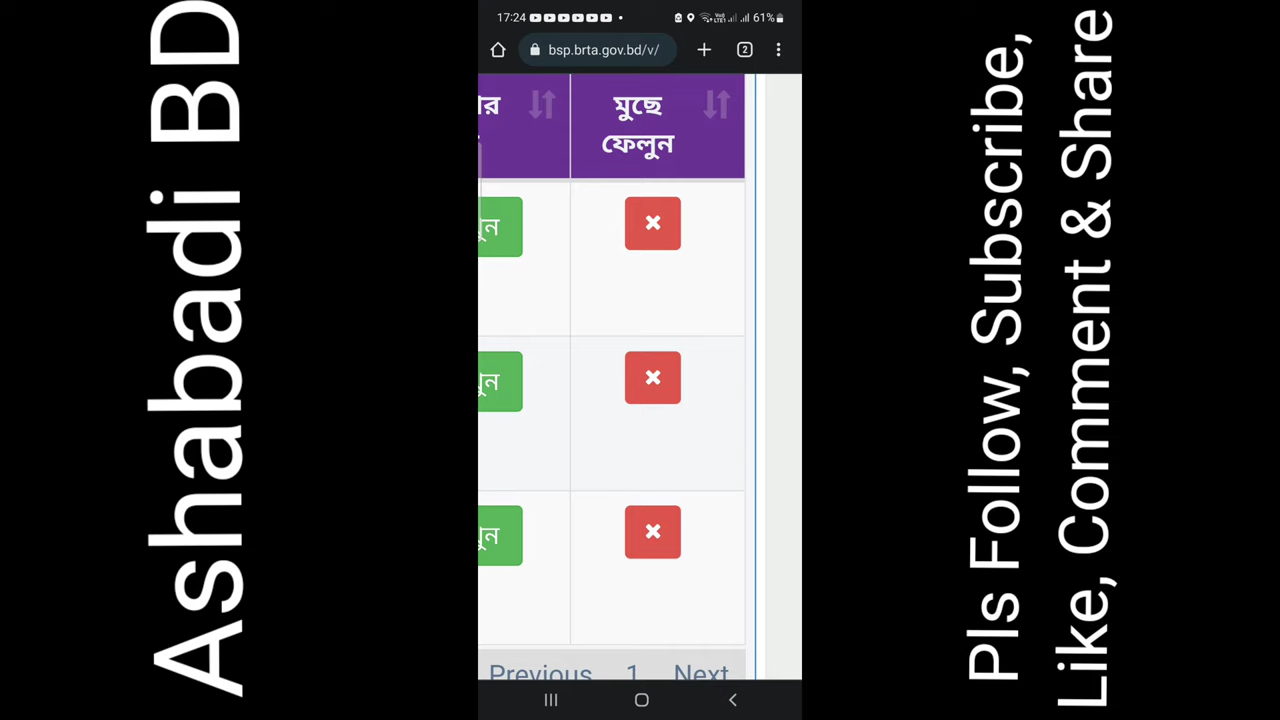 Ashabadi BD
17:24
61%
bsp.brta.gov.bd/v/
2
মুছে
ফেলুন
Previous 1 Next
Pls Follow, Subscribe,
Like, Comment & Share